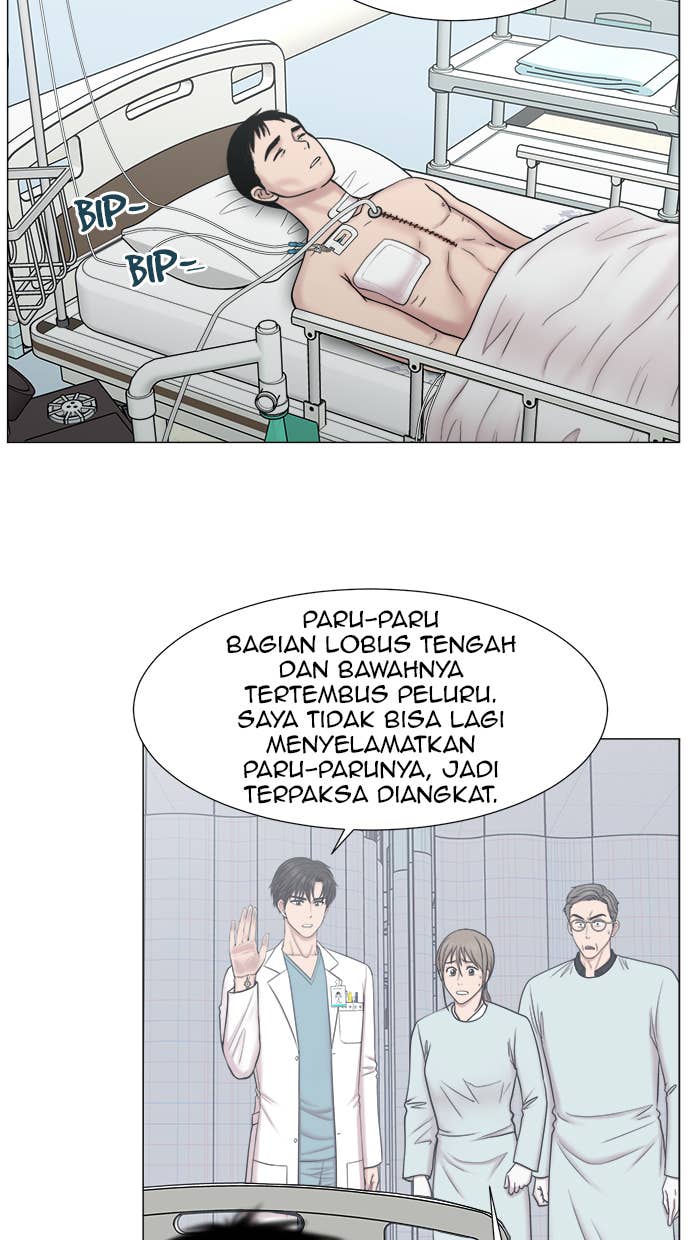 BIP-
BIP-
PARU-PARU
BAGIAN LOBUS TENGAH
DAN BAWAHNYA
TERTEMBUS PELURU.
SAYA TIDAK BISA LAGI
MENYELAMATKAN
PARU-PARUNYA, JADI
TERPAKSA DIANGKAT.